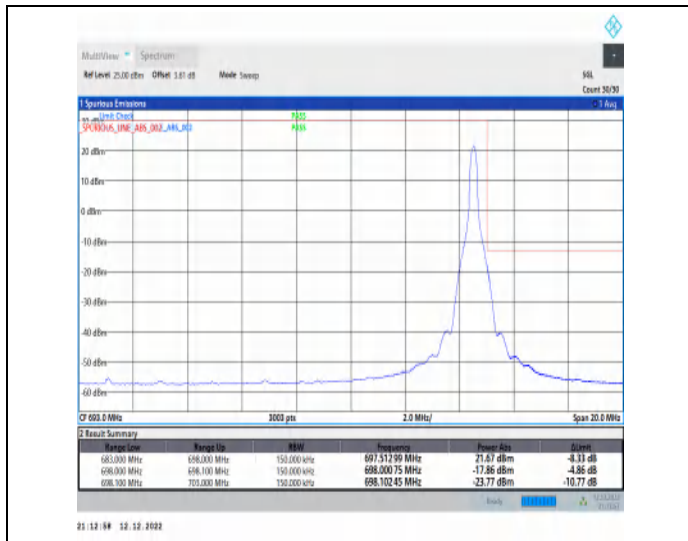 MultiView Spectrum
Ref Level 25.00 dBm Offset 5.81 dB Mode Sweep SGL
Count 30/30
1 Spurious Emissions 1 Avg
Limit Check PASS
PASS
20 dBm
10 dBm
0 dBm
-10 dBm
-20 dBm
-30 dBm
-40 dBm
-50 dBm
-60 dBm
CF 693.0 MHz 3003 pts 2.0 MHz/ Span 20.0 MHz
2 Result Summary
Range Low Range Up RBW Frequency Power Abs ΔLimit
683.000 MHz 698.000 MHz 150.000 kHz 697.51299 MHz 21.67 dBm -8.33 dB
698.000 MHz 698.100 MHz 150.000 kHz 698.00075 MHz -17.86 dBm -4.86 dB
698.100 MHz 703.000 MHz 150.000 kHz 698.10245 MHz -23.77 dBm -10.77 dB
Ready
21:12:58 12.12.2022